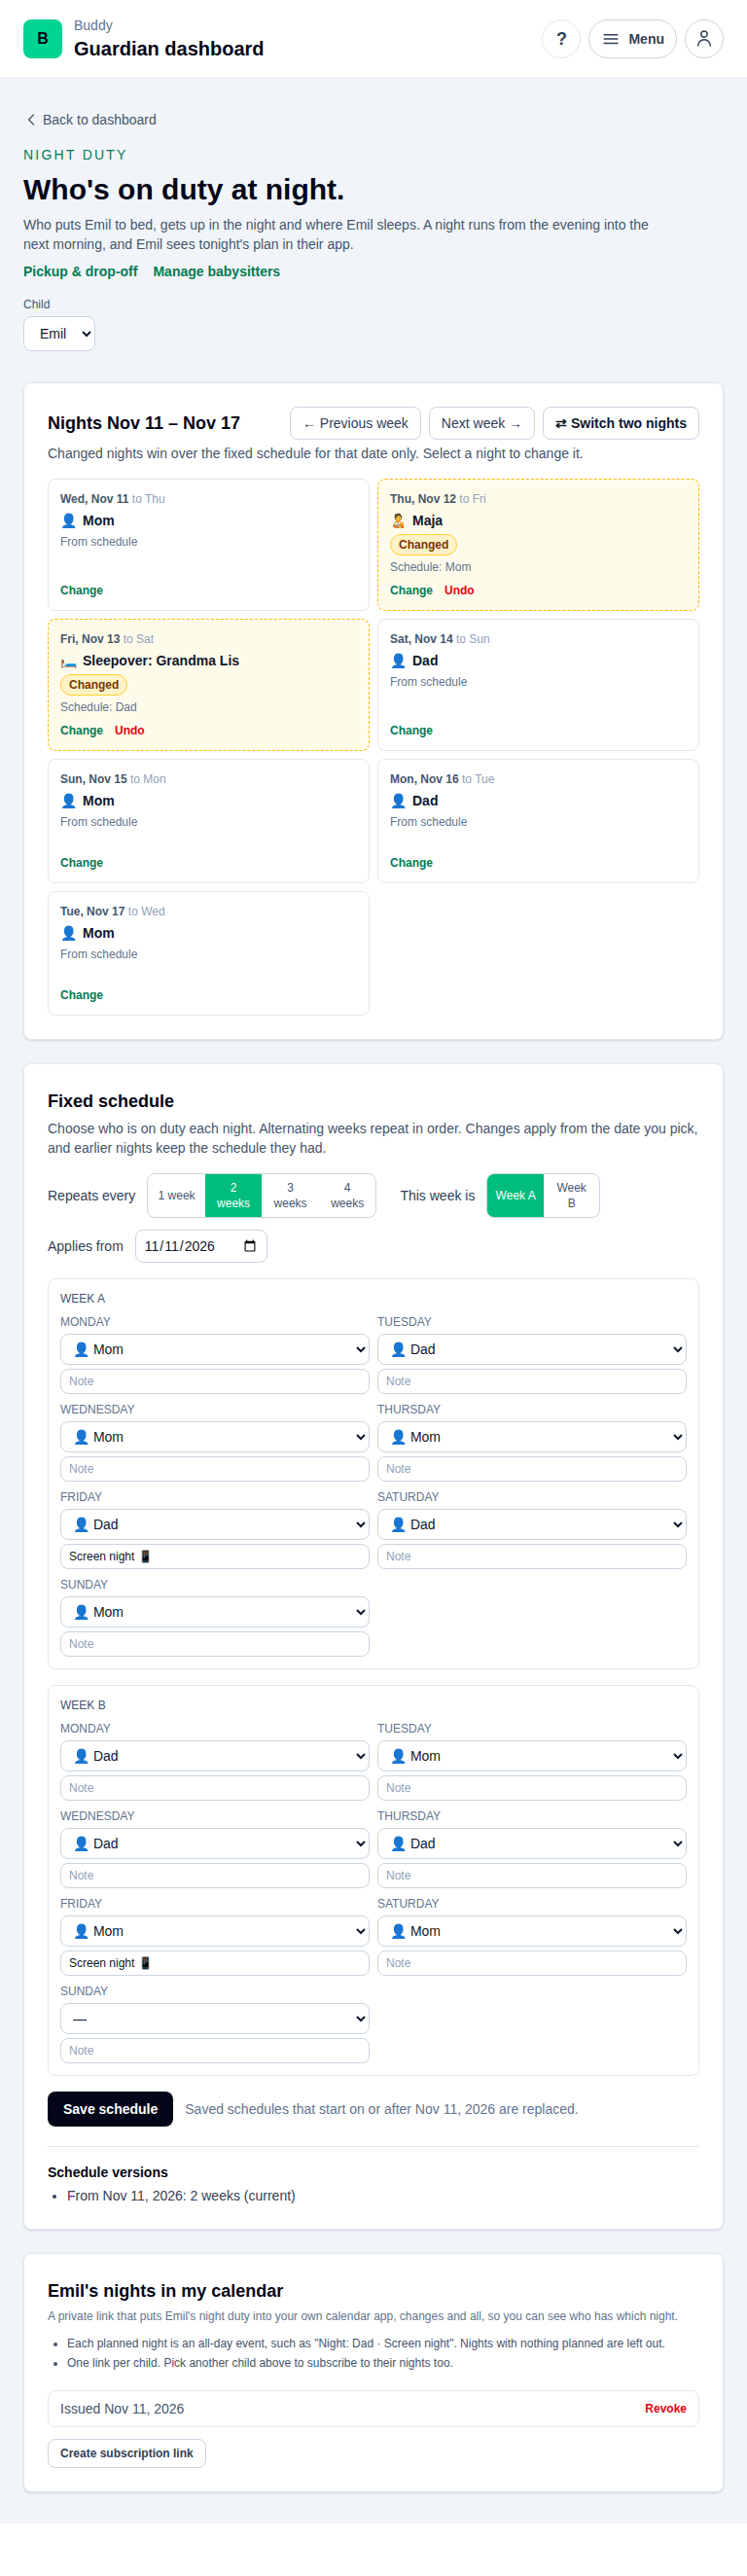 B
Buddy
Guardian dashboard
?
Menu
Back to dashboard
NIGHT DUTY
Who's on duty at night.
Who puts Emil to bed, gets up in the night and where Emil sleeps. A night runs from the evening into the
next morning, and Emil sees tonight's plan in their app.
Pickup & drop-off Manage babysitters
Child
Emil
Nights Nov 11 – Nov 17
← Previous week
Next week →
⇄ Switch two nights
Changed nights win over the fixed schedule for that date only. Select a night to change it.
Wed, Nov 11 to Thu
👤 Mom
From schedule
Change
Thu, Nov 12 to Fri
🧑‍🍼 Maja
Changed
Schedule: Mom
Change Undo
Fri, Nov 13 to Sat
🛏️ Sleepover: Grandma Lis
Changed
Schedule: Dad
Change Undo
Sat, Nov 14 to Sun
👤 Dad
From schedule
Change
Sun, Nov 15 to Mon
👤 Mom
From schedule
Change
Mon, Nov 16 to Tue
👤 Dad
From schedule
Change
Tue, Nov 17 to Wed
👤 Mom
From schedule
Change
Fixed schedule
Choose who is on duty each night. Alternating weeks repeat in order. Changes apply from the date you pick,
and earlier nights keep the schedule they had.
Repeats every
1 week
2
weeks
3
weeks
4
weeks
This week is
Week A
Week
B
Applies from
11/11/2026
WEEK A
MONDAY
👤 Mom
Note
TUESDAY
👤 Dad
Note
WEDNESDAY
👤 Mom
Note
THURSDAY
👤 Mom
Note
FRIDAY
👤 Dad
Screen night 📱
SATURDAY
👤 Dad
Note
SUNDAY
👤 Mom
Note
WEEK B
MONDAY
👤 Dad
Note
TUESDAY
👤 Mom
Note
WEDNESDAY
👤 Dad
Note
THURSDAY
👤 Dad
Note
FRIDAY
👤 Mom
Screen night 📱
SATURDAY
👤 Mom
Note
SUNDAY
—
Note
Save schedule
Saved schedules that start on or after Nov 11, 2026 are replaced.
Schedule versions
• From Nov 11, 2026: 2 weeks (current)
Emil's nights in my calendar
A private link that puts Emil's night duty into your own calendar app, changes and all, so you can see who has which night.
• Each planned night is an all-day event, such as "Night: Dad · Screen night". Nights with nothing planned are left out.
• One link per child. Pick another child above to subscribe to their nights too.
Issued Nov 11, 2026
Revoke
Create subscription link